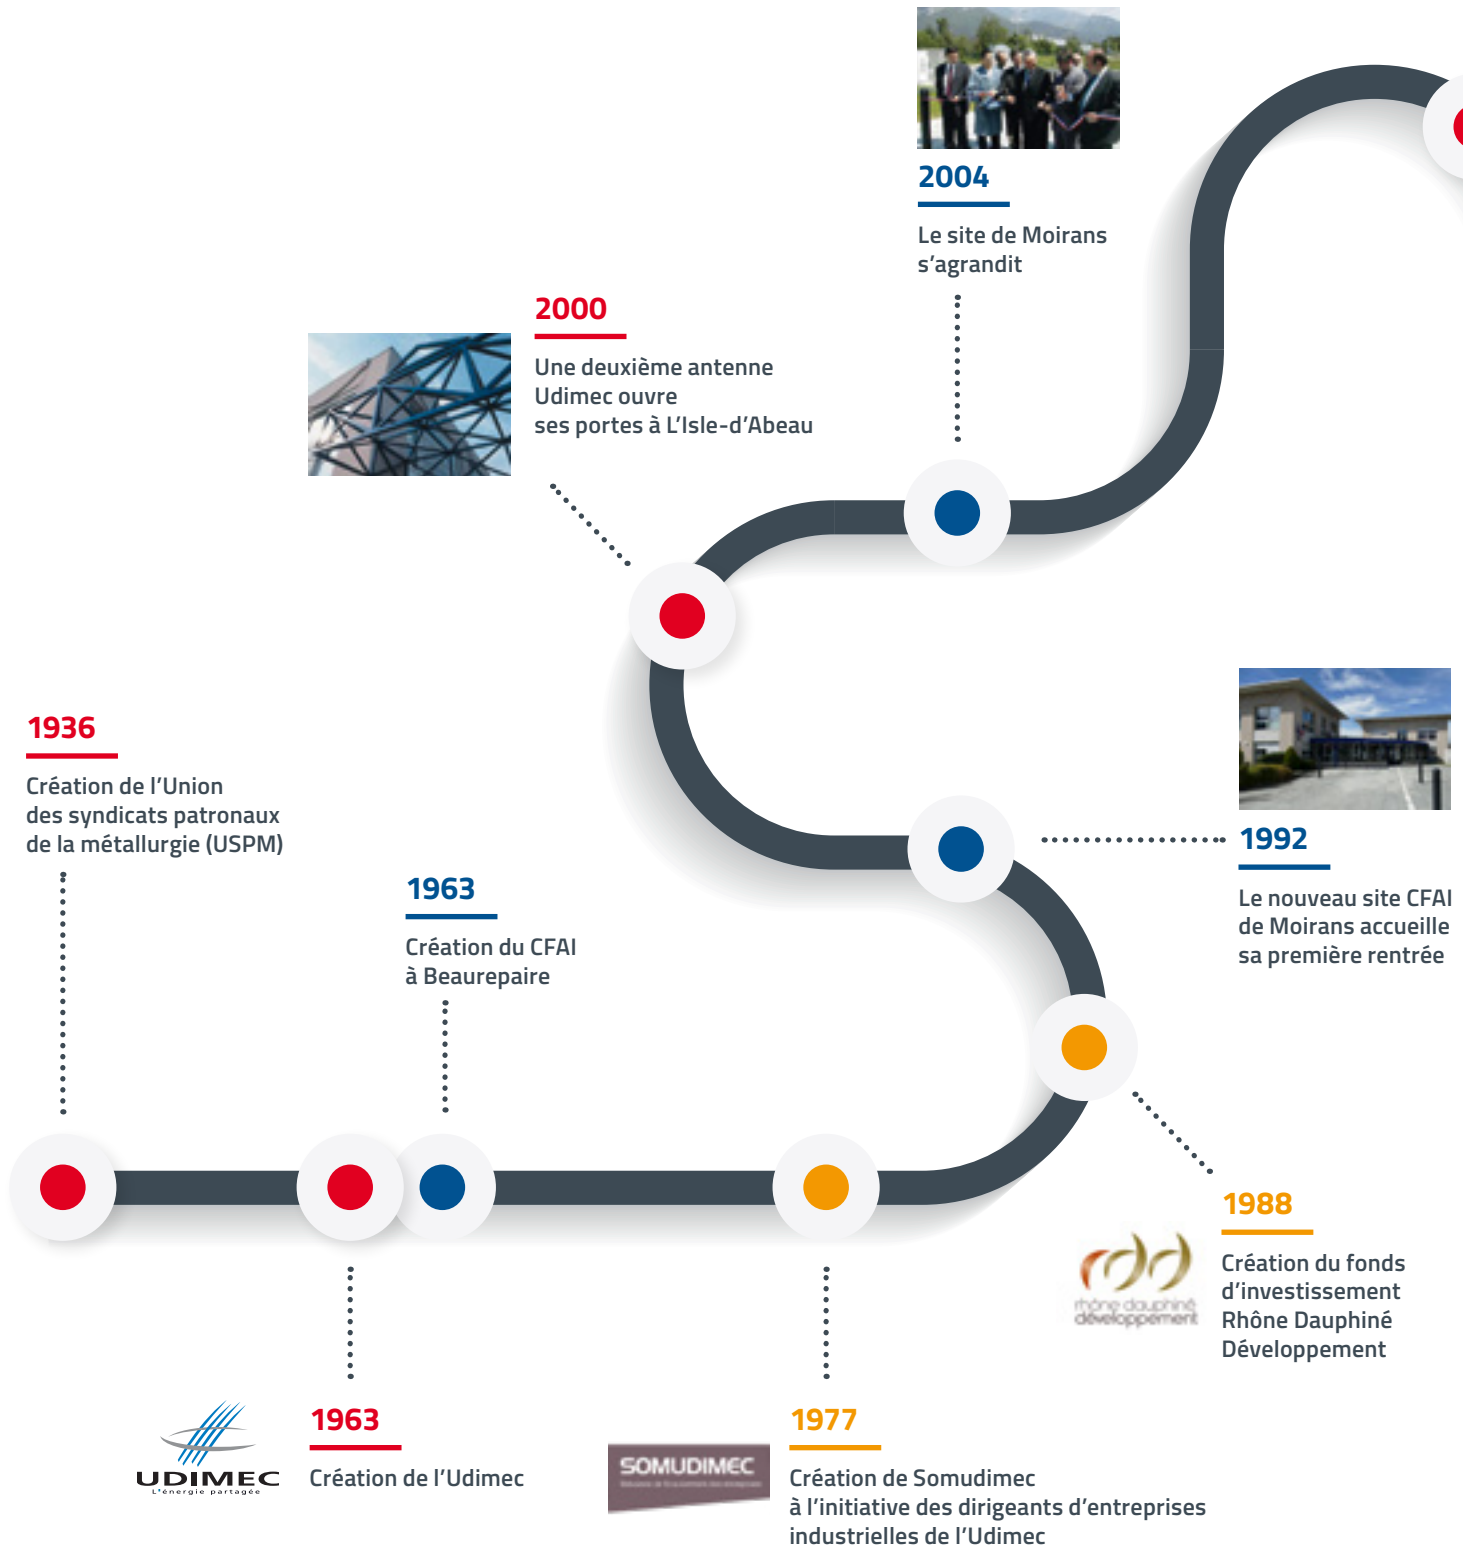 2004
Le site de Moirans
s’agrandit
2000
Une deuxième antenne
Udimec ouvre
ses portes à L’Isle-d’Abeau
1936
Création de l’Union
des syndicats patronaux
de la métallurgie (USPM)
1963
Création du CFAI
à Beaurepaire
1992
Le nouveau site CFAI
de Moirans accueille
sa première rentrée
1988
Création du fonds
d’investissement
Rhône Dauphiné
Développement
rhône dauphiné
développement
UDIMEC
L'énergie partagée
1963
Création de l’Udimec
SOMUDIMEC
1977
Création de Somudimec
à l’initiative des dirigeants d’entreprises
industrielles de l’Udimec